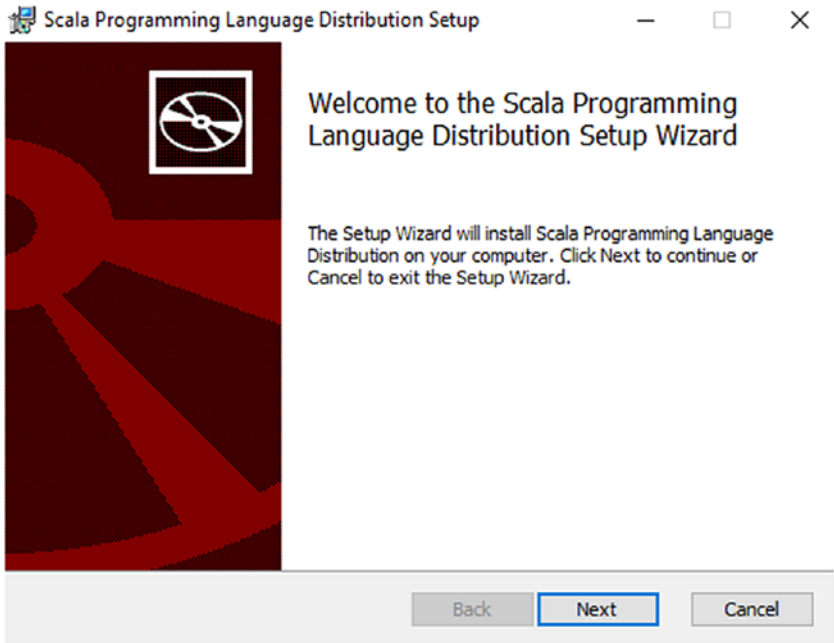 Scala Programming Language Distribution Setup
Welcome to the Scala Programming
Language Distribution Setup Wizard
The Setup Wizard will install Scala Programming Language
Distribution on your computer. Click Next to continue or
Cancel to exit the Setup Wizard.
Back Next Cancel